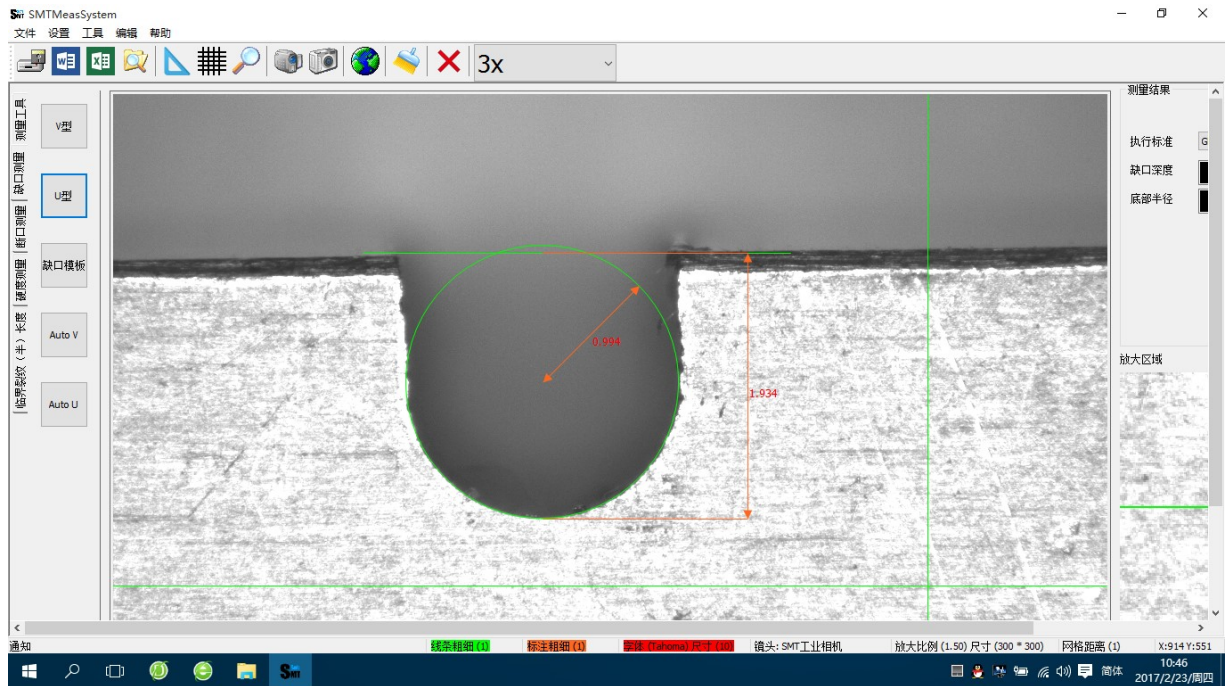 SMT SMTMeasSystem
文件 设置 工具 编辑 帮助
3x
测量工具
缺口测量
断口测量
硬度测量
临界裂纹（半）长度
V型
U型
缺口模板
Auto V
Auto U
0.994
1.934
测量结果
执行标准 G
缺口深度
底部半径
放大区域
通知 线条粗细 (1) 标注粗细 (1) 字体 (Tahoma) 尺寸 (10) 镜头: SMT工业相机 放大比例 (1.50) 尺寸 (300 * 300) 网格距离 (1) X:914 Y:551
简体
10:46
2017/2/23/周四